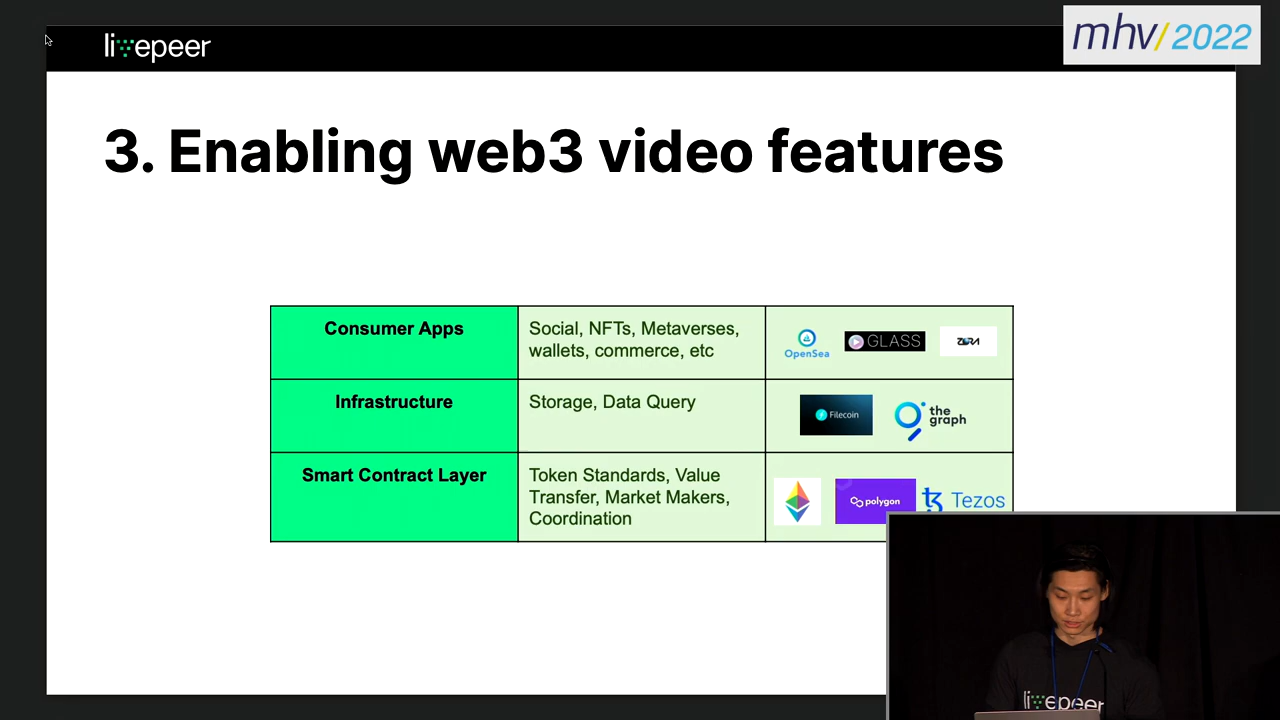 livepeer
mhv/2022
3. Enabling web3 video features
Consumer Apps
Social, NFTs, Metaverses,
wallets, commerce, etc
OpenSea
GLASS
ZORA
Infrastructure
Storage, Data Query
Filecoin
the
graph
Smart Contract Layer
Token Standards, Value
Transfer, Market Makers,
Coordination
polygon
Tezos
livepeer